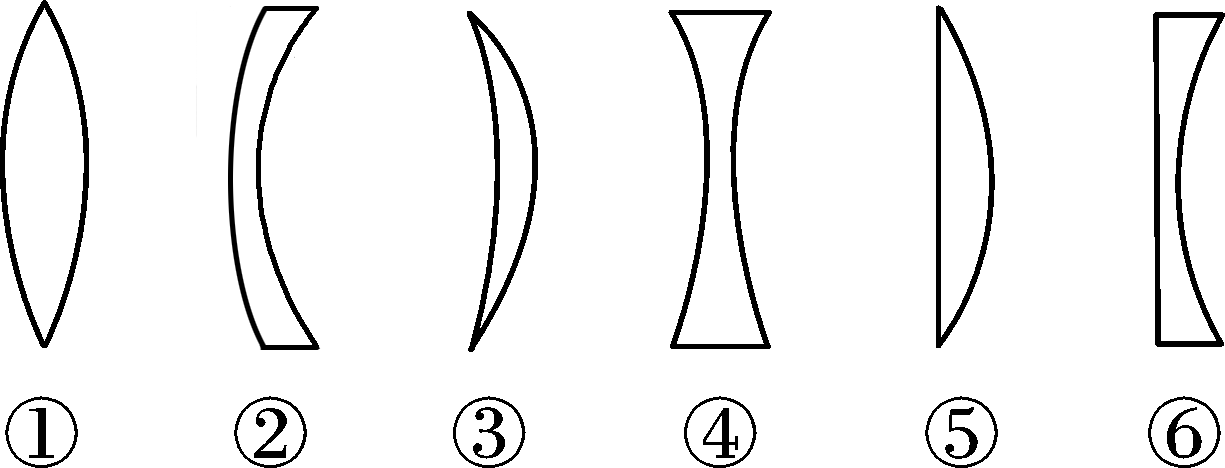 ① ② ③ ④ ⑤ ⑥